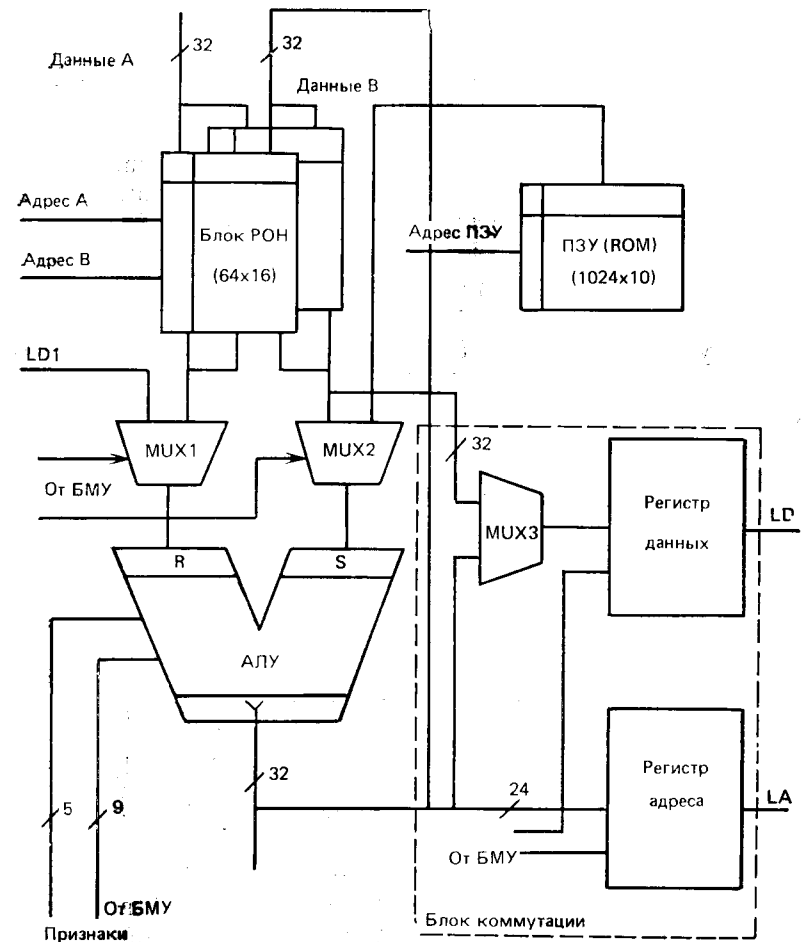 32
32
Данные А
Данные В
Адрес А
Блок РОН
(64x16)
Адрес В
Адрес ПЗУ
ПЗУ (ROM)
(1024x10)
LD1
MUX1
MUX2
От БМУ
32
MUX3
Регистр
данных
LD
R
S
АЛУ
Y
32
24
Регистр
адреса
LA
От БМУ
5
9
От БМУ
Признаки
Блок коммутации